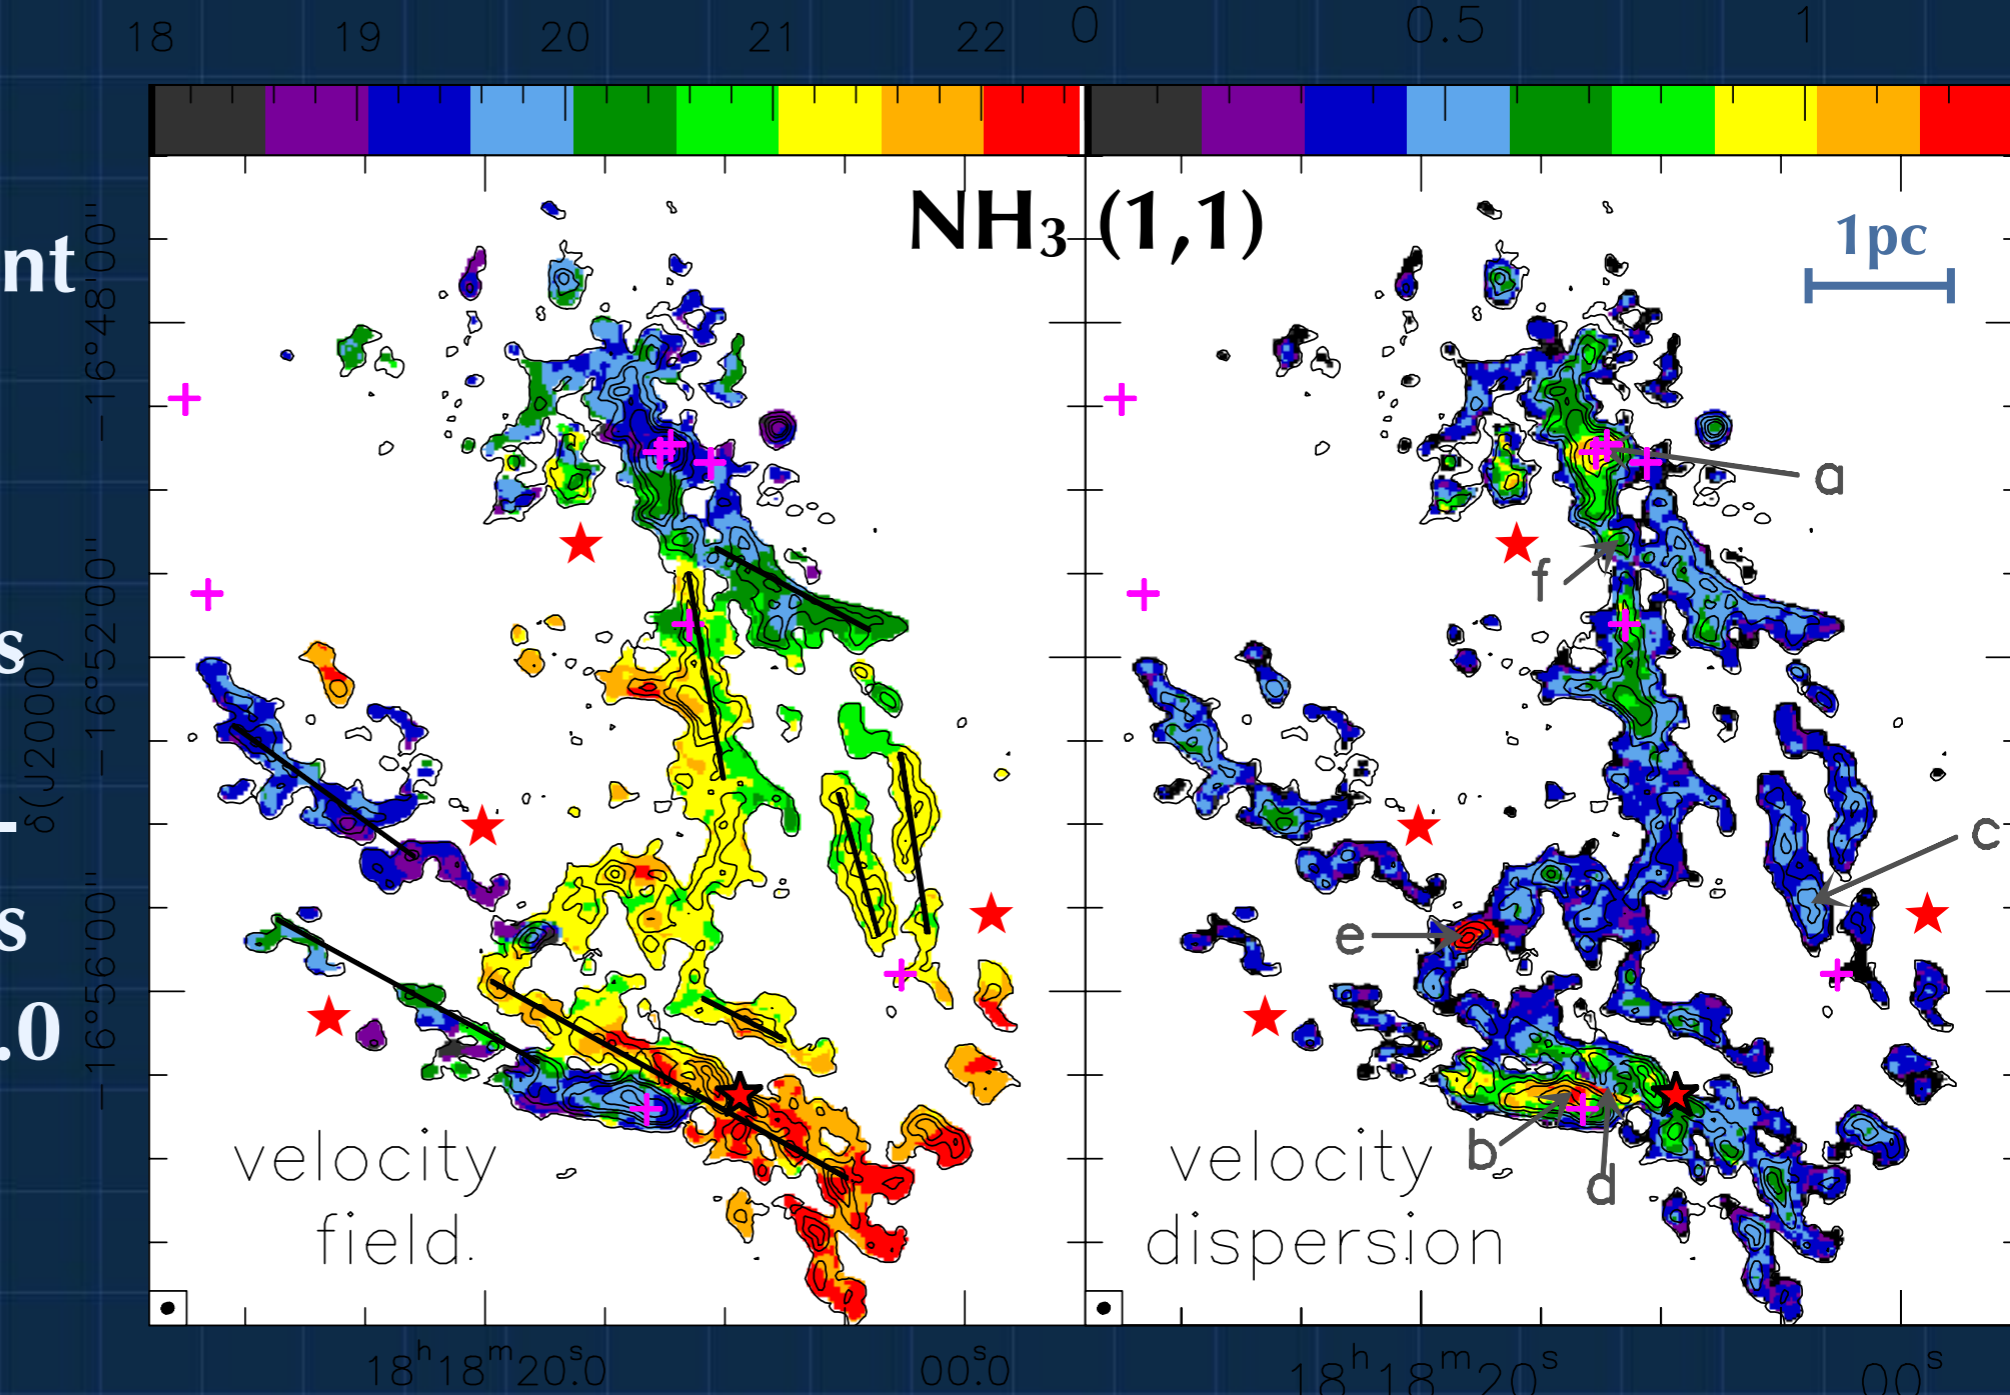 18 19 20 21 22
0 0.5 1
NH₃ (1,1)
1pc
nt
s
-
s
.0
δ(J2000)
−16°48'00"
−16°52'00"
−16°56'00"
a
f
c
e
b
d
velocity
field.
velocity
dispersion
18ʰ18ᵐ20ˢ.0 00ˢ.0
18ʰ18ᵐ20ˢ 00ˢ